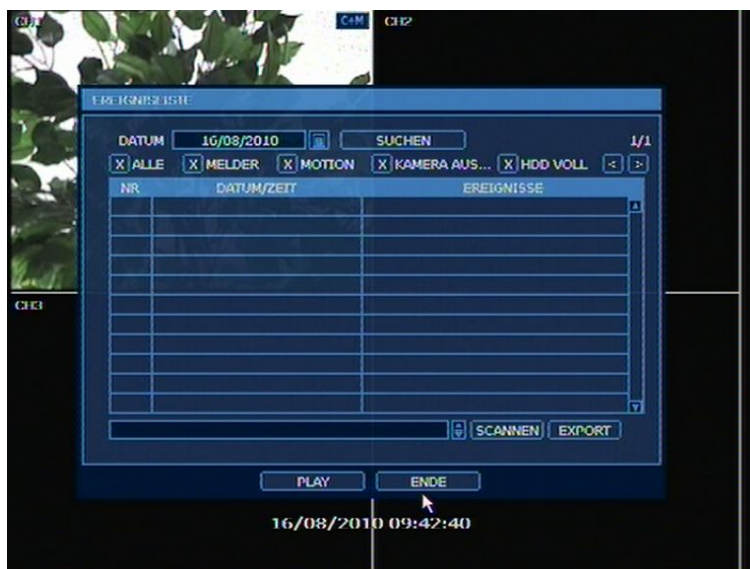 CH1 C+M CH2
EREIGNISLISTE
DATUM 16/08/2010 SUCHEN 1/1
X ALLE X MELDER X MOTION X KAMERA AUS... X HDD VOLL < >
NR DATUM/ZEIT EREIGNISSE
CH3
SCANNEN EXPORT
PLAY ENDE
16/08/2010 09:42:40